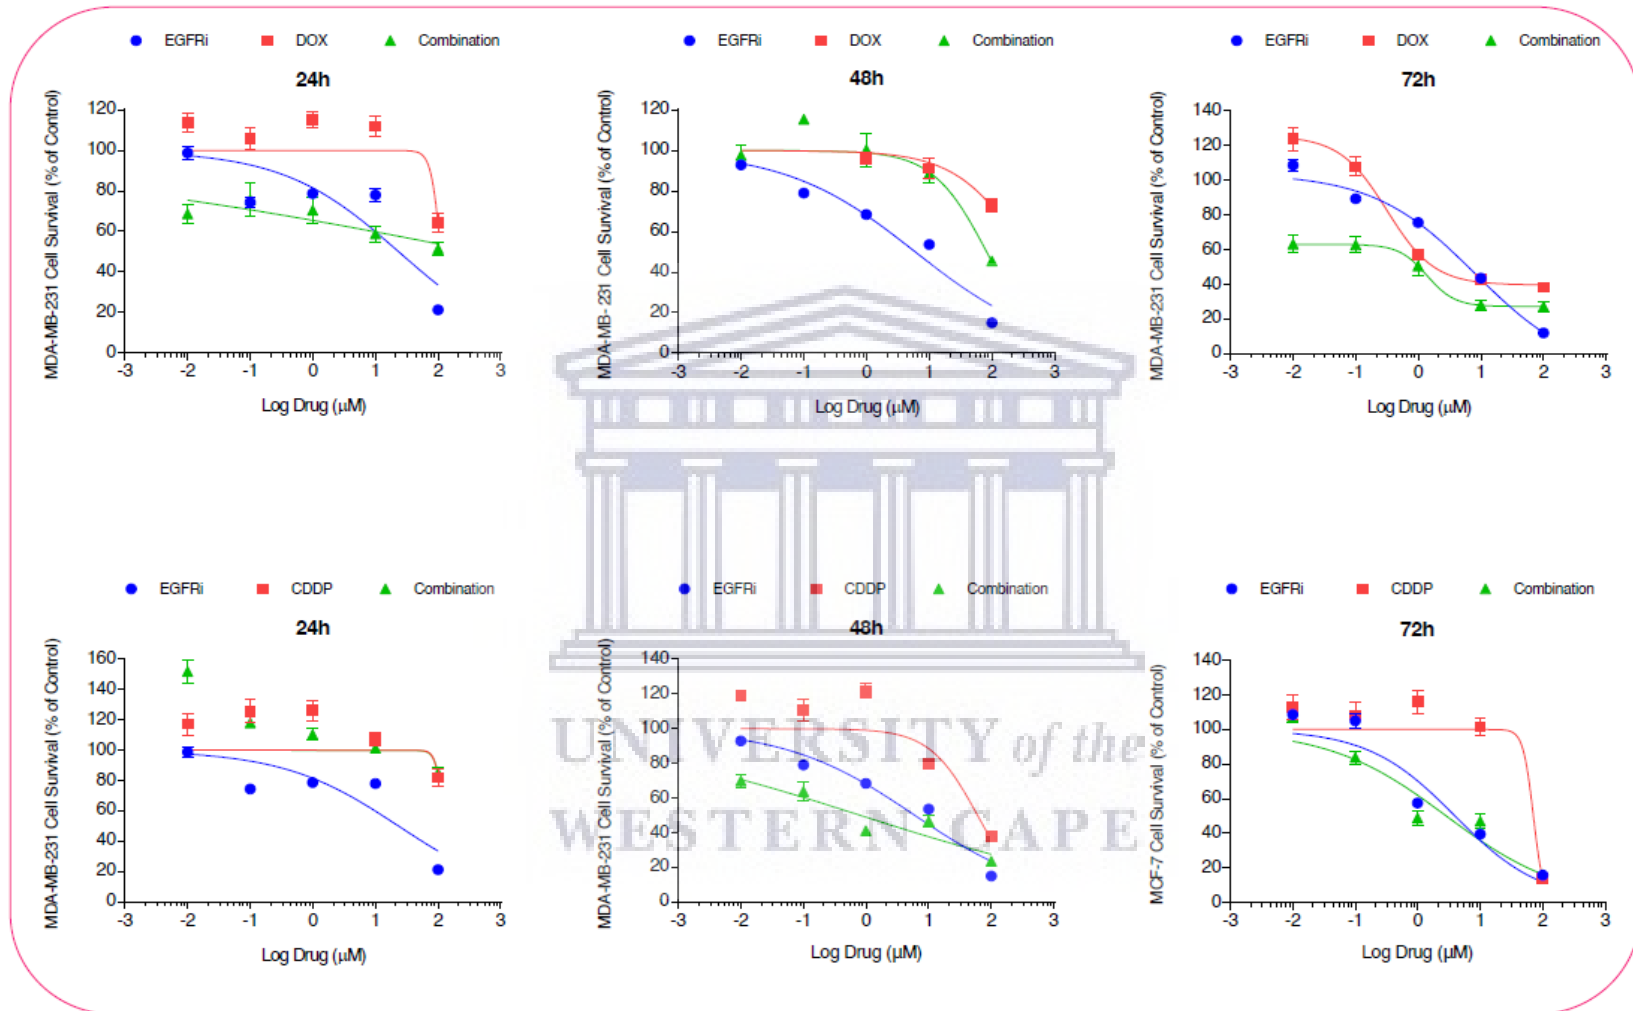 EGFRi DOX Combination
24h
MDA-MB-231 Cell Survival (% of Control)
120
100
80
60
40
20
0
-3 -2 -1 0 1 2 3
Log Drug (μM)
EGFRi DOX Combination
48h
MDA-MB- 231 Cell Survival (% of Control)
120
100
80
60
40
20
0
-3 -2 -1 0 1 2 3
Log Drug (μM)
EGFRi DOX Combination
72h
MDA-MB-231 Cell Survival (% of Control)
140
120
100
80
60
40
20
0
-3 -2 -1 0 1 2 3
Log Drug (μM)
EGFRi CDDP Combination
24h
MDA-MB-231 Cell Survival (% of Control)
160
140
120
100
80
60
40
20
0
-3 -2 -1 0 1 2 3
Log Drug (μM)
EGFRi CDDP Combination
48h
MDA-MB-231 Cell Survival (% of Control)
140
120
100
80
60
40
20
0
-3 -2 -1 0 1 2 3
Log Drug (μM)
EGFRi CDDP Combination
72h
MCF-7 Cell Survival (% of Control)
140
120
100
80
60
40
20
0
-3 -2 -1 0 1 2 3
Log Drug (μM)
UNIVERSITY of the
WESTERN CAPE